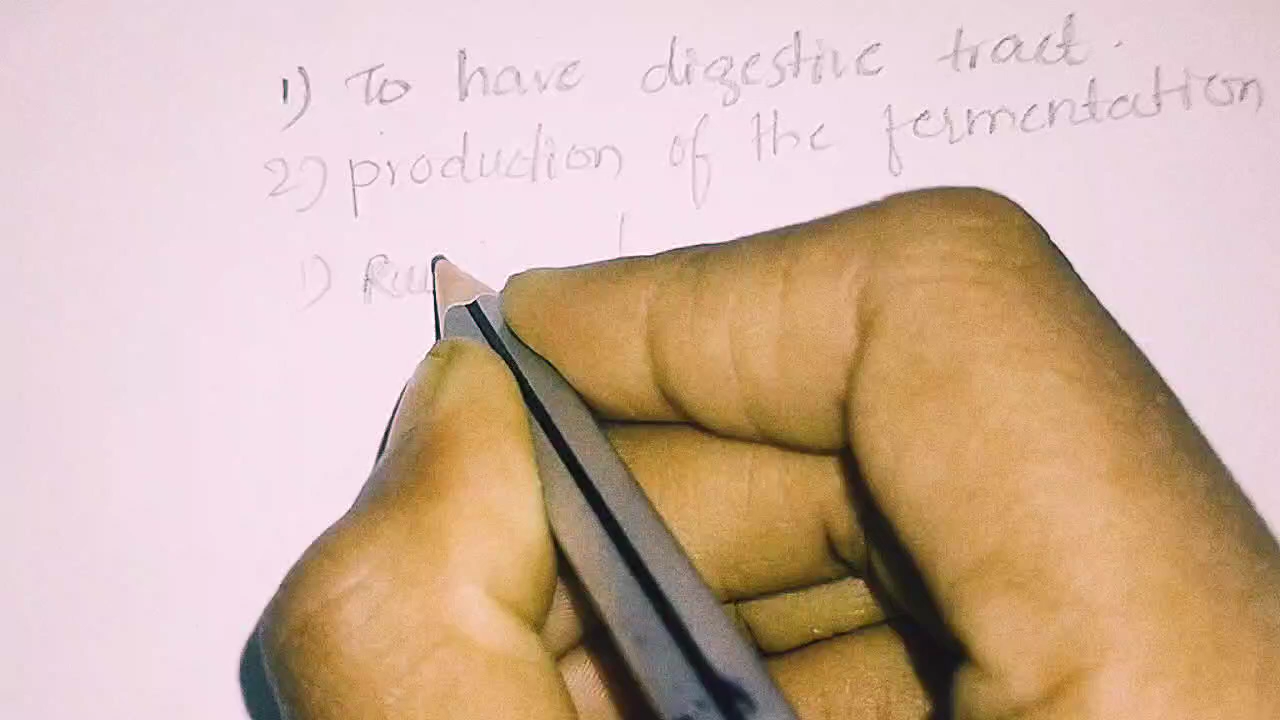 1) To have digestive tract.
2) production of the fermentation
1)